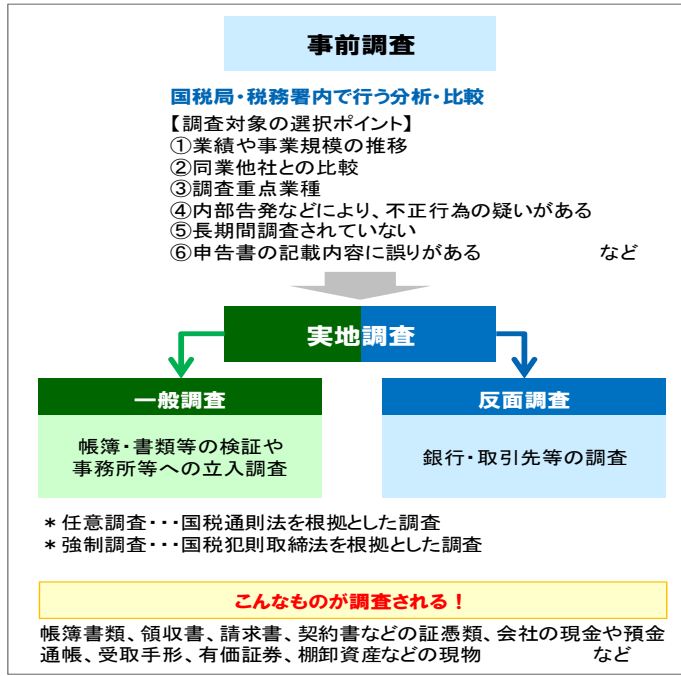 事前調査
国税局・税務署内で行う分析・比較
【調査対象の選択ポイント】
①業績や事業規模の推移
②同業他社との比較
③調査重点業種
④内部告発などにより、不正行為の疑いがある
⑤長期間調査されていない
⑥申告書の記載内容に誤りがある　　　　　など
実地調査
一般調査
帳簿・書類等の検証や
事務所等への立入調査
反面調査
銀行・取引先等の調査
＊任意調査・・・国税通則法を根拠とした調査
＊強制調査・・・国税犯則取締法を根拠とした調査
こんなものが調査される！
帳簿書類、領収書、請求書、契約書などの証憑類、会社の現金や預金
通帳、受取手形、有価証券、棚卸資産などの現物　　　　　など